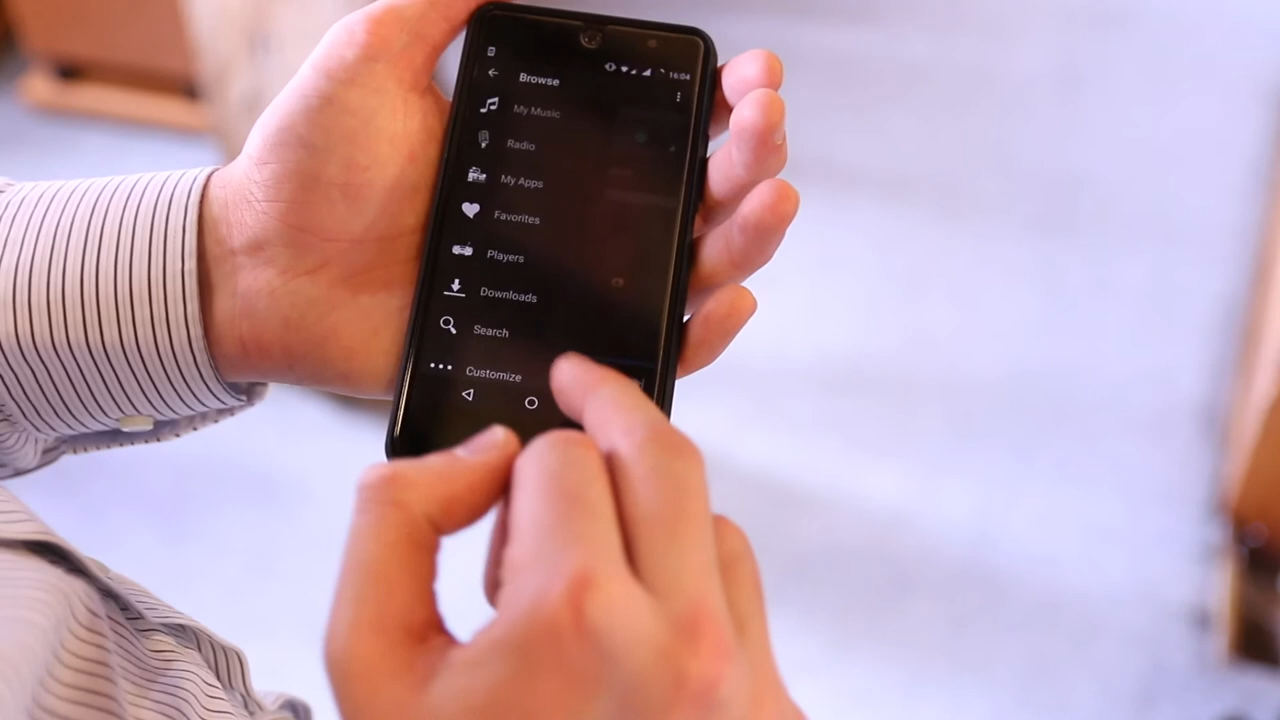 16:04
Browse
My Music
Radio
My Apps
Favorites
Players
Downloads
Search
Customize